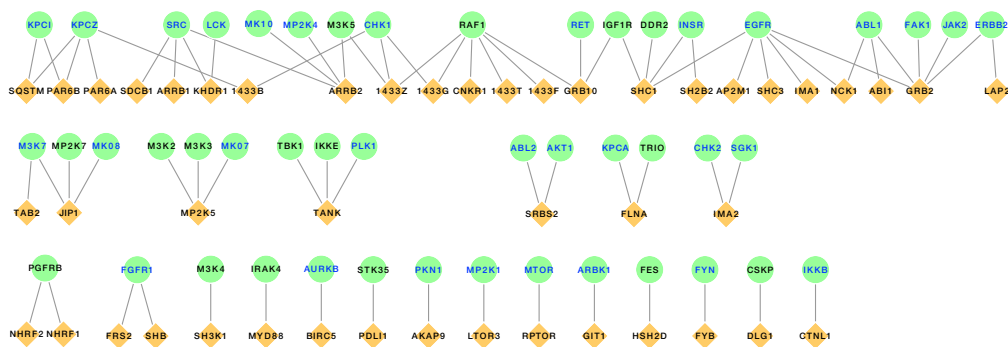 KPCI KPCZ SRC LCK MK10 MP2K4 M3K5 CHK1 RAF1 RET IGF1R DDR2 INSR EGFR ABL1 FAK1 JAK2 ERBB2
SQSTM PAR6B PAR6A SDCB1 ARRB1 KHDR1 1433B ARRB2 1433Z 1433G CNKR1 1433T 1433F GRB10 SHC1 SH2B2 AP2M1 SHC3 IMA1 NCK1 ABI1 GRB2 LAP2
M3K7 MP2K7 MK08 M3K2 M3K3 MK07 TBK1 IKKE PLK1 ABL2 AKT1 KPCA TRIO CHK2 SGK1
TAB2 JIP1 MP2K5 TANK SRBS2 FLNA IMA2
PGFRB FGFR1 M3K4 IRAK4 AURKB STK35 PKN1 MP2K1 MTOR ARBK1 FES FYN CSKP IKKB
NHRF2 NHRF1 FRS2 SHB SH3K1 MYD88 BIRC5 PDLI1 AKAP9 LTOR3 RPTOR GIT1 HSH2D FYB DLG1 CTNL1